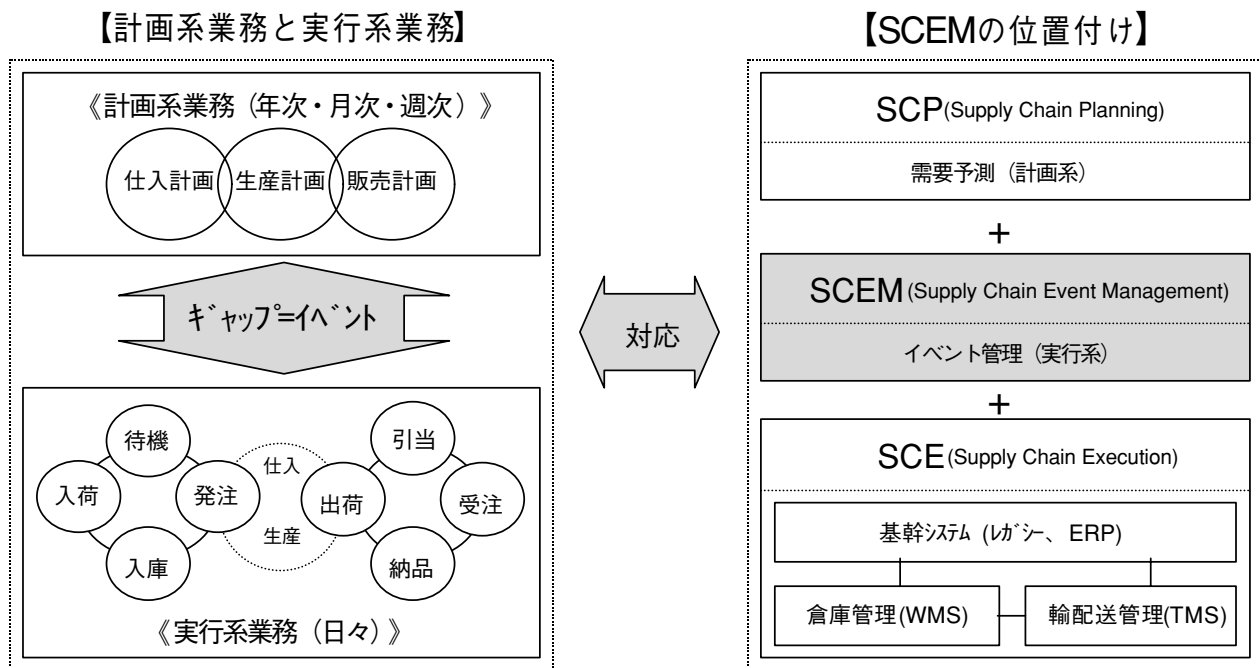 【計画系業務と実行系業務】
《計画系業務（年次・月次・週次）》
仕入計画
生産計画
販売計画
ｷﾞｬｯﾌﾟ=ｲﾍﾞﾝﾄ
待機
入荷
発注
入庫
仕入
生産
引当
出荷
受注
納品
《実行系業務（日々）》
対応
【SCEMの位置付け】
SCP(Supply Chain Planning)
需要予測（計画系）
+
SCEM(Supply Chain Event Management)
イベント管理（実行系）
+
SCE(Supply Chain Execution)
基幹ｼｽﾃﾑ (ﾚｶﾞｼｰ、ERP)
倉庫管理(WMS)
輸配送管理(TMS)